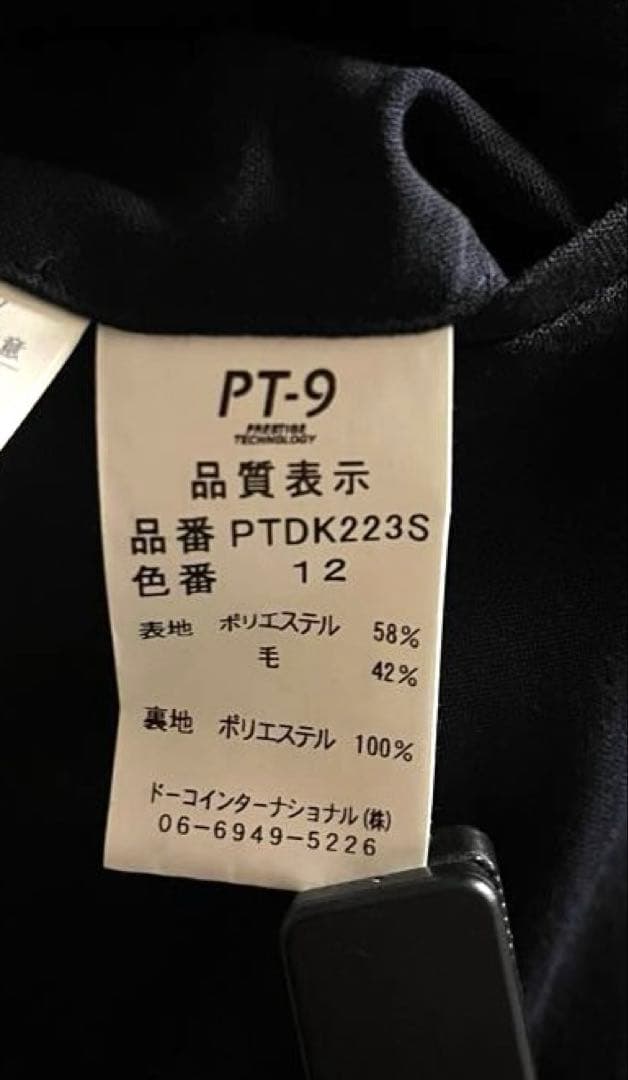 意
PT-9
PRESTIGE
TECHNOLOGY
品質表示
品番 PTDK223S
色番 12
表地 ポリエステル 58%
毛 42%
裏地 ポリエステル 100%
ドーコインターナショナル(株)
06-6949-5226